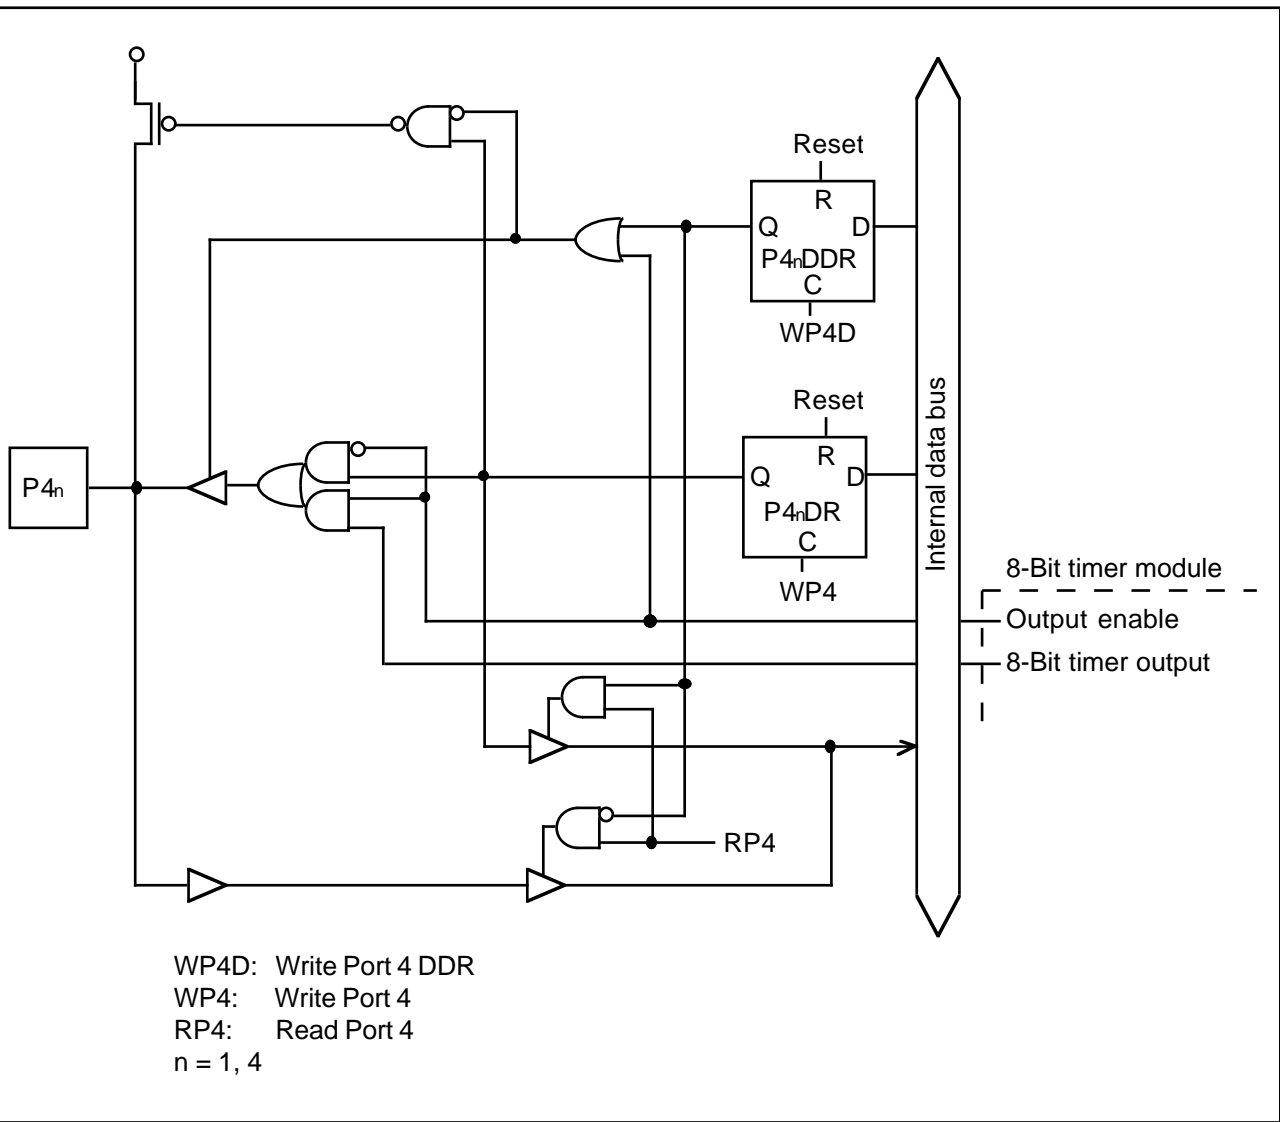 Reset
R
Q
D
P4nDDR
C
WP4D
Reset
R
Q
D
P4nDR
C
WP4
P4n
Internal data bus
8-Bit timer module
Output enable
8-Bit timer output
RP4
WP4D: Write Port 4 DDR
WP4: Write Port 4
RP4: Read Port 4
n = 1, 4